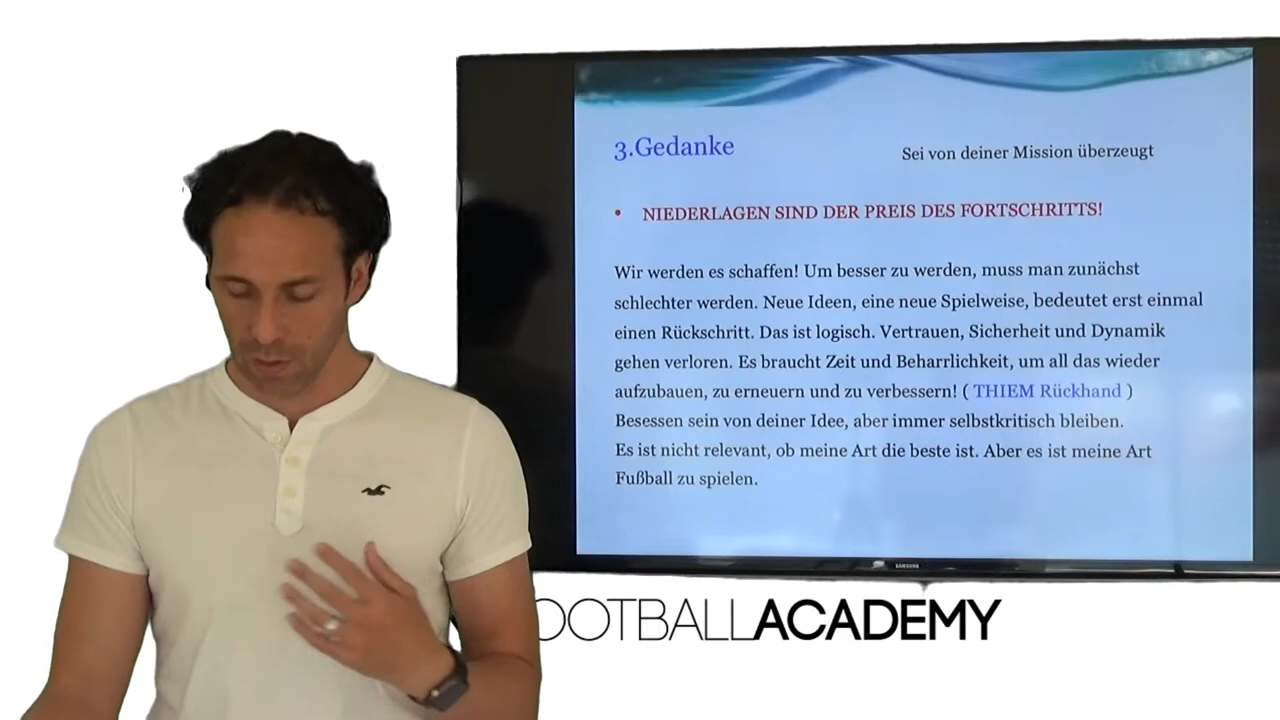 3.Gedanke
Sei von deiner Mission überzeugt
• NIEDERLAGEN SIND DER PREIS DES FORTSCHRITTS!
Wir werden es schaffen! Um besser zu werden, muss man zunächst
schlechter werden. Neue Ideen, eine neue Spielweise, bedeutet erst einmal
einen Rückschritt. Das ist logisch. Vertrauen, Sicherheit und Dynamik
gehen verloren. Es braucht Zeit und Beharrlichkeit, um all das wieder
aufzubauen, zu erneuern und zu verbessern! ( THIEM Rückhand )
Besessen sein von deiner Idee, aber immer selbstkritisch bleiben.
Es ist nicht relevant, ob meine Art die beste ist. Aber es ist meine Art
Fußball zu spielen.
SAMSUNG
OOTBALLACADEMY